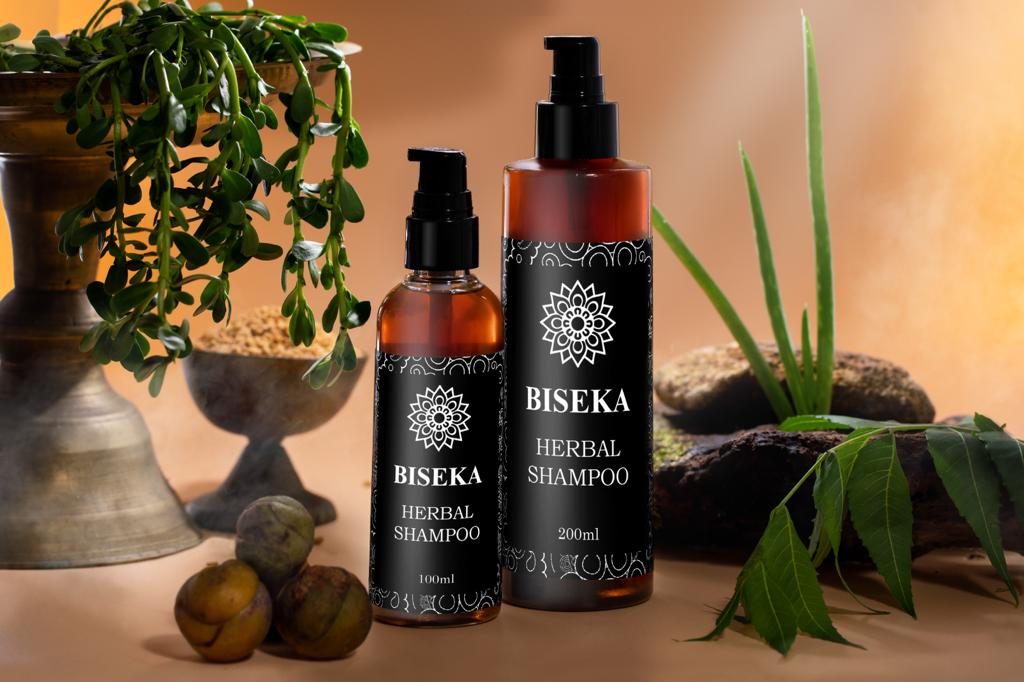 BISEKA
HERBAL
SHAMPOO
100ml
BISEKA
HERBAL
SHAMPOO
200ml